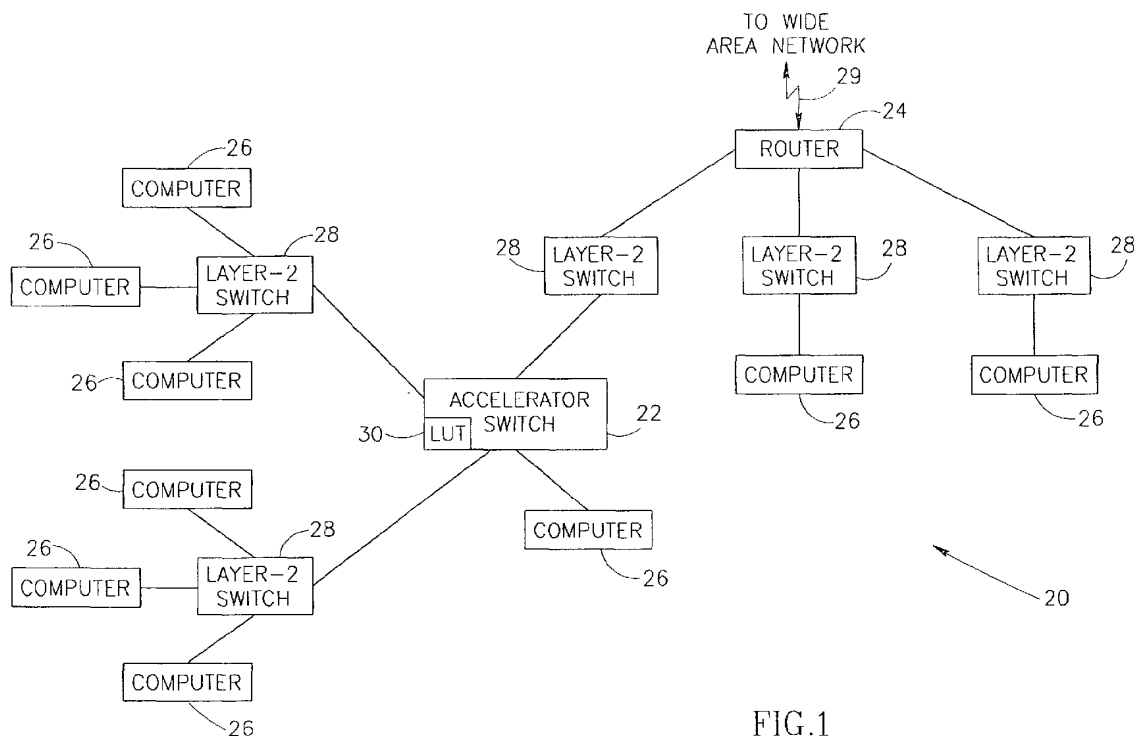 TO WIDE
AREA NETWORK
29
24
ROUTER
26
COMPUTER
26
COMPUTER
28
LAYER-2
SWITCH
26
COMPUTER
28
LAYER-2
SWITCH
LAYER-2
SWITCH
28
LAYER-2
SWITCH
28
COMPUTER
26
COMPUTER
26
ACCELERATOR
SWITCH
22
30
LUT
26
COMPUTER
26
COMPUTER
28
LAYER-2
SWITCH
COMPUTER
26
COMPUTER
26
20
FIG.1